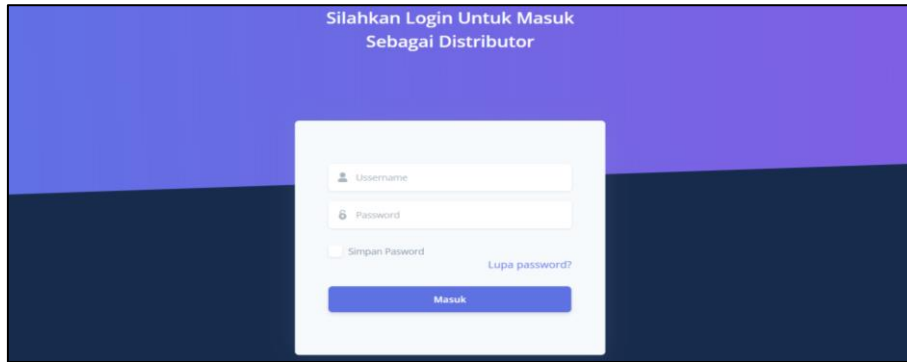 Silahkan Login Untuk Masuk
Sebagai Distributor
Ussername
Password
Simpan Pasword
Lupa password?
Masuk